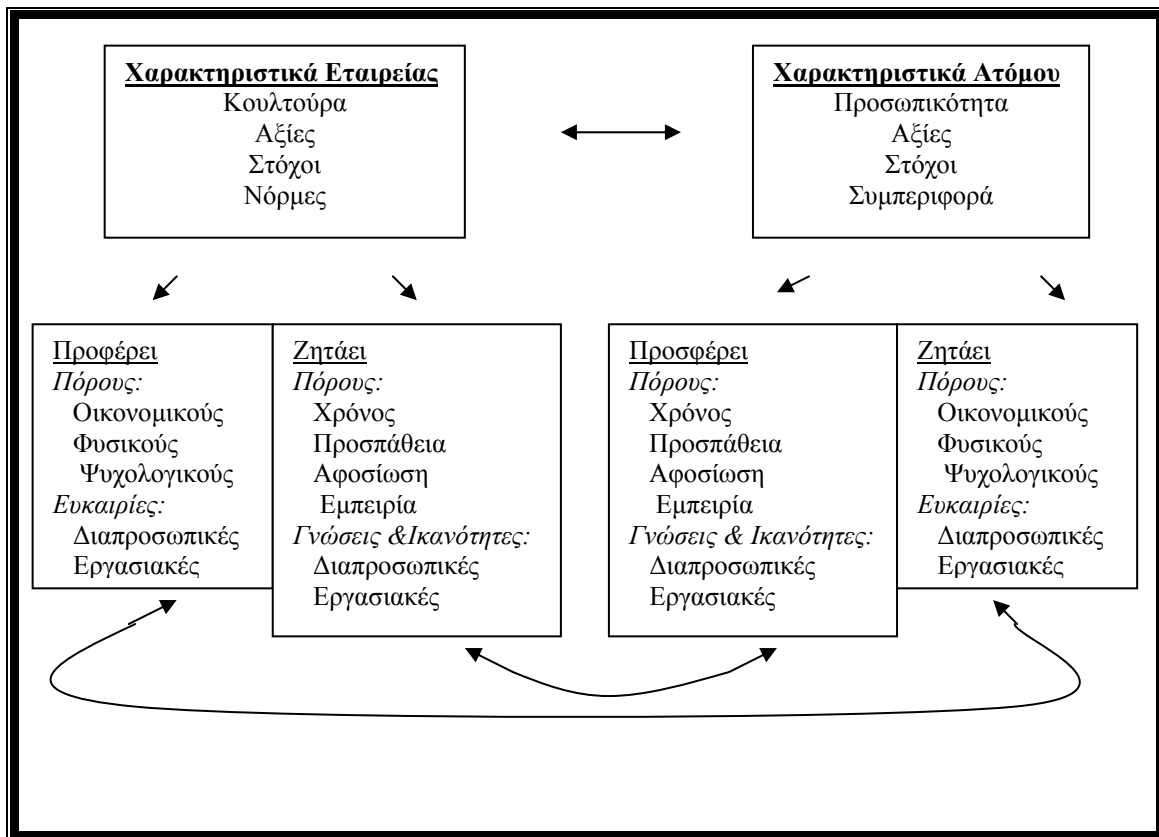 Χαρακτηριστικά Εταιρείας
Κουλτούρα
Αξίες
Στόχοι
Νόρμες
Χαρακτηριστικά Ατόμου
Προσωπικότητα
Αξίες
Στόχοι
Συμπεριφορά
Προφέρει
Πόρους:
Οικονομικούς
Φυσικούς
Ψυχολογικούς
Ευκαιρίες:
Διαπροσωπικές
Εργασιακές
Ζητάει
Πόρους:
Χρόνος
Προσπάθεια
Αφοσίωση
Εμπειρία
Γνώσεις &Ικανότητες:
Διαπροσωπικές
Εργασιακές
Προσφέρει
Πόρους:
Χρόνος
Προσπάθεια
Αφοσίωση
Εμπειρία
Γνώσεις & Ικανότητες:
Διαπροσωπικές
Εργασιακές
Ζητάει
Πόρους:
Οικονομικούς
Φυσικούς
Ψυχολογικούς
Ευκαιρίες:
Διαπροσωπικές
Εργασιακές